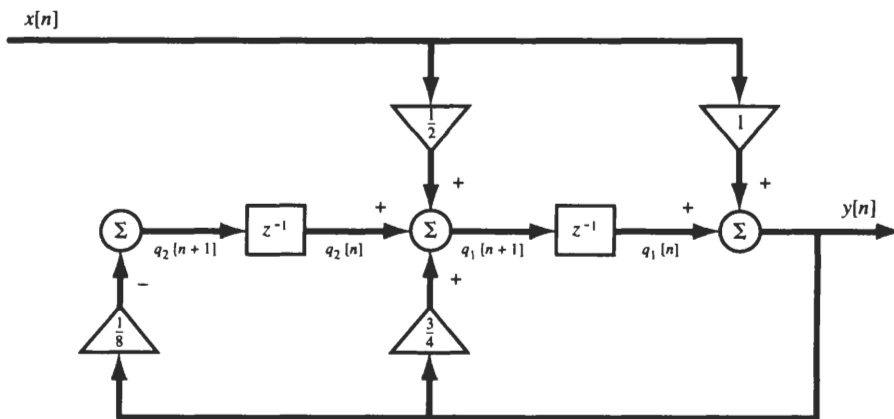 x[n]
1/2
1
+ +
+ + y[n]
Σ z⁻¹ Σ z⁻¹ Σ
q₂[n + 1] q₂[n] q₁[n + 1] q₁[n]
− +
1/8 3/4